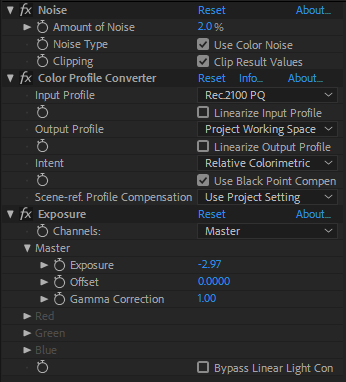 fx Noise Reset About...
Amount of Noise 2.0 %
Noise Type Use Color Noise
Clipping Clip Result Values
fx Color Profile Converter Reset Info... About...
Input Profile Rec.2100 PQ
Linearize Input Profile
Output Profile Project Working Space
Linearize Output Profile
Intent Relative Colorimetric
Use Black Point Compen
Scene-ref. Profile Compensation Use Project Setting
fx Exposure Reset About...
Channels: Master
Master
Exposure -2.97
Offset 0.0000
Gamma Correction 1.00
Red
Green
Blue
Bypass Linear Light Con